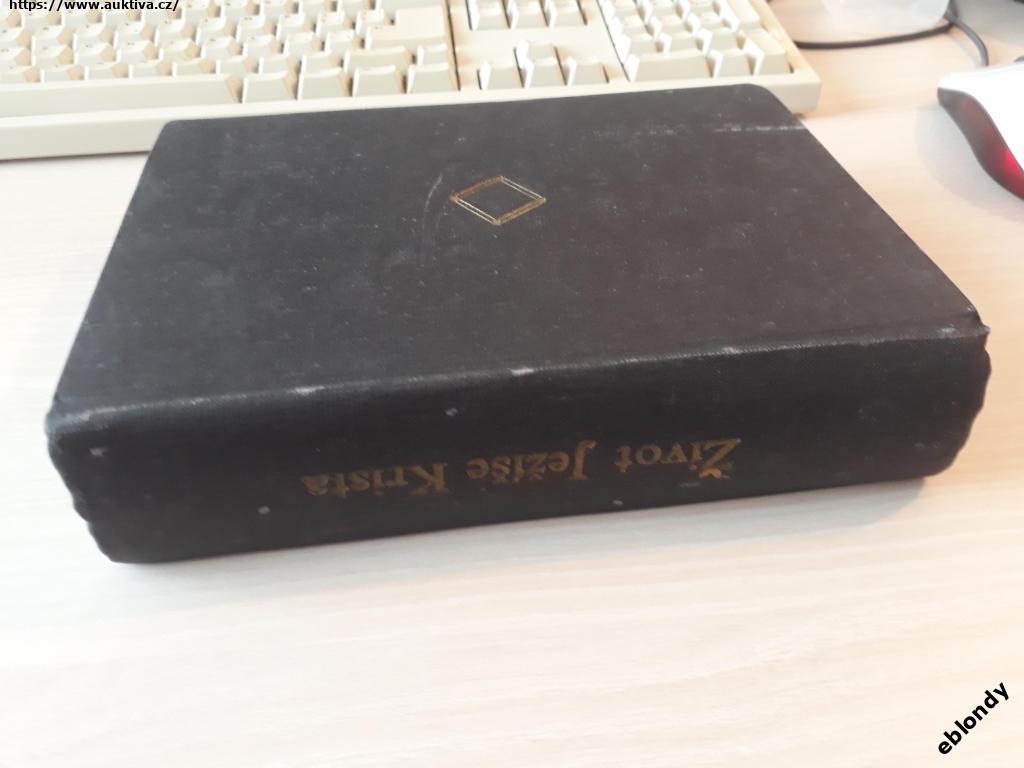 https://www.auktiva.cz/
Život Ježíše Krista
eblondy